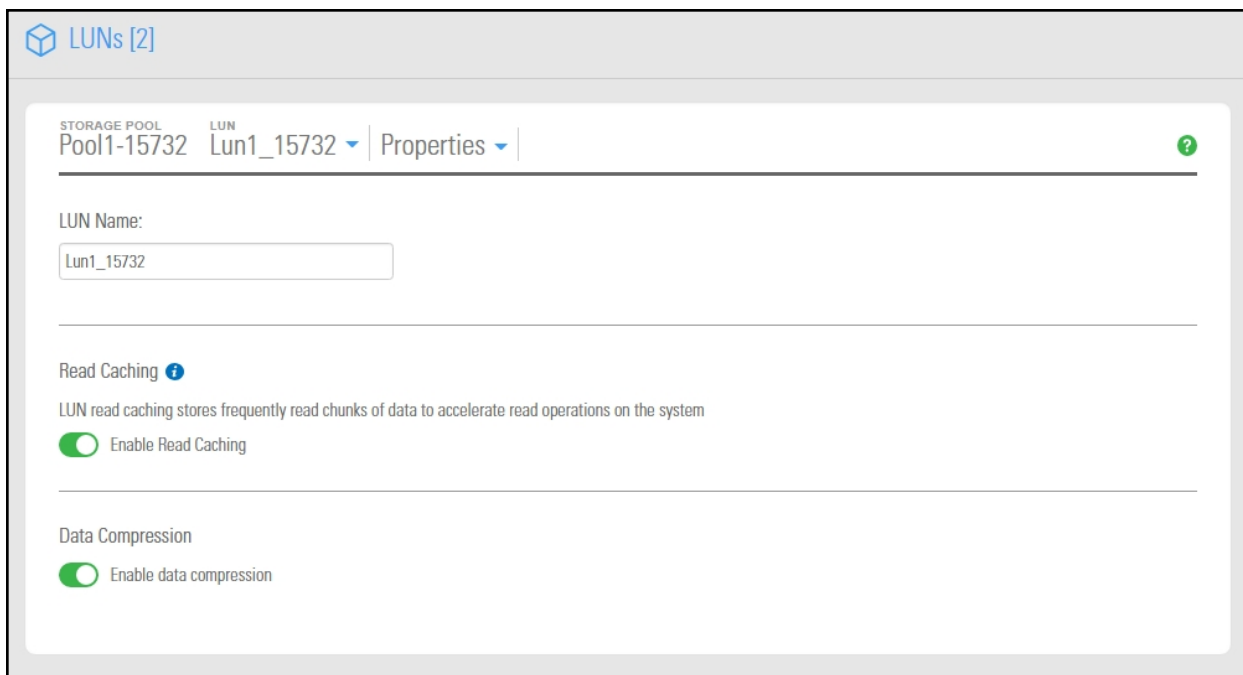 LUNs [2]
STORAGE POOL LUN
Pool1-15732 Lun1_15732 Properties
?
LUN Name:
Lun1_15732
Read Caching i
LUN read caching stores frequently read chunks of data to accelerate read operations on the system
Enable Read Caching
Data Compression
Enable data compression